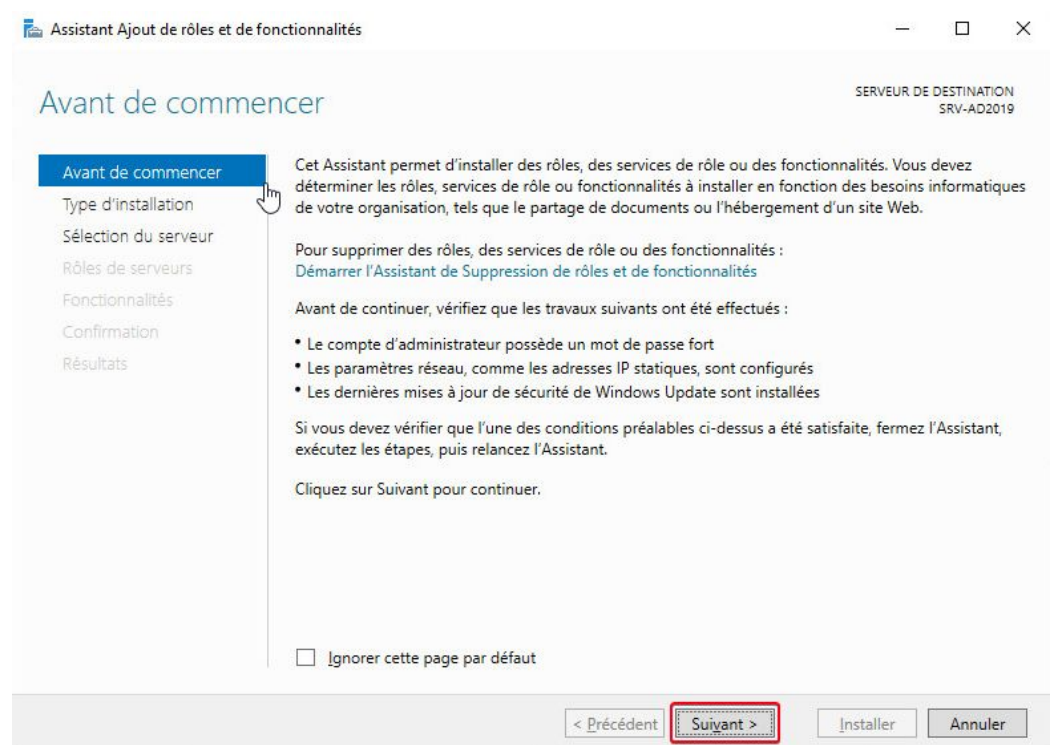 Assistant Ajout de rôles et de fonctionnalités
Avant de commencer
SERVEUR DE DESTINATION
SRV-AD2019
Avant de commencer
Type d'installation
Sélection du serveur
Rôles de serveurs
Fonctionnalités
Confirmation
Résultats
Cet Assistant permet d'installer des rôles, des services de rôle ou des fonctionnalités. Vous devez
déterminer les rôles, services de rôle ou fonctionnalités à installer en fonction des besoins informatiques
de votre organisation, tels que le partage de documents ou l'hébergement d'un site Web.
Pour supprimer des rôles, des services de rôle ou des fonctionnalités :
Démarrer l'Assistant de Suppression de rôles et de fonctionnalités
Avant de continuer, vérifiez que les travaux suivants ont été effectués :
• Le compte d'administrateur possède un mot de passe fort
• Les paramètres réseau, comme les adresses IP statiques, sont configurés
• Les dernières mises à jour de sécurité de Windows Update sont installées
Si vous devez vérifier que l'une des conditions préalables ci-dessus a été satisfaite, fermez l'Assistant,
exécutez les étapes, puis relancez l'Assistant.
Cliquez sur Suivant pour continuer.
Ignorer cette page par défaut
< Précédent
Suivant >
Installer
Annuler